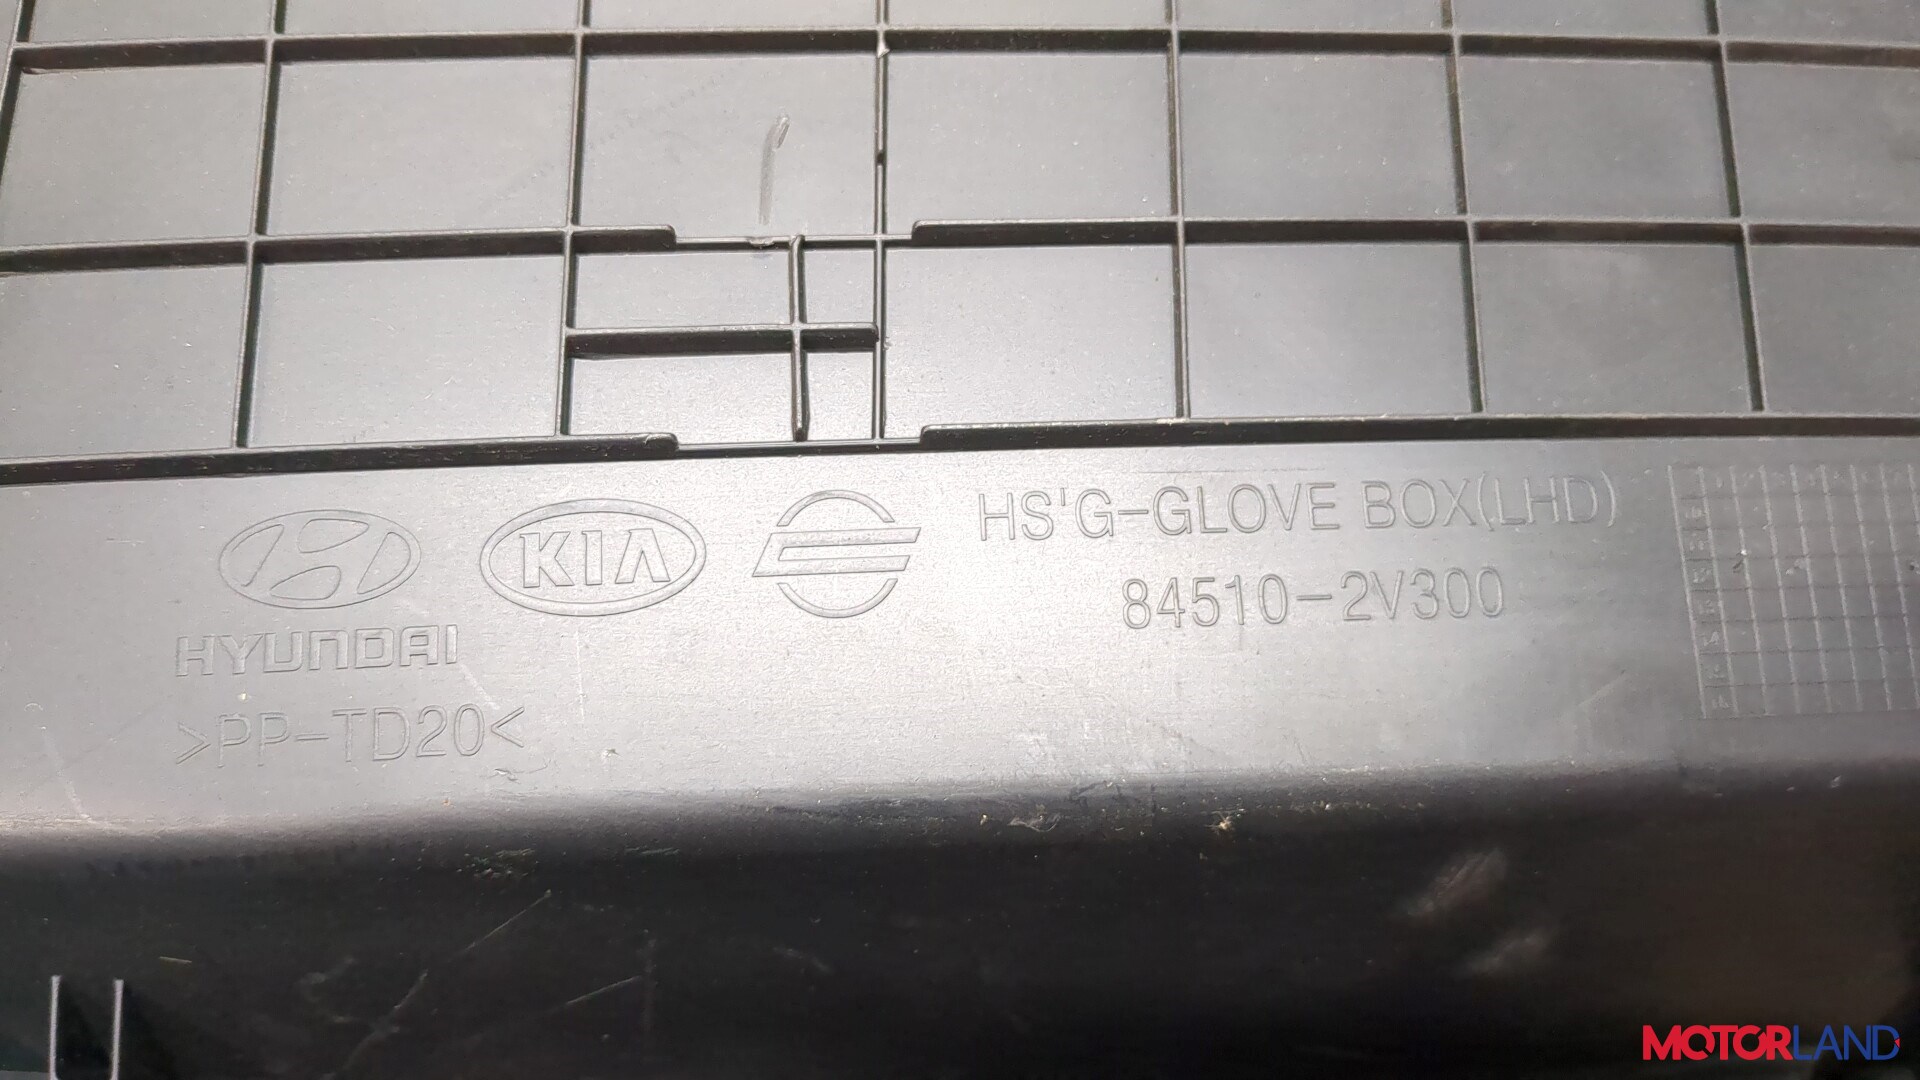 HS'G-GLOVE BOX(LHD)
KIA
84510-2V300
HYUNDAI
>PP-TD20<
MOTORLAND